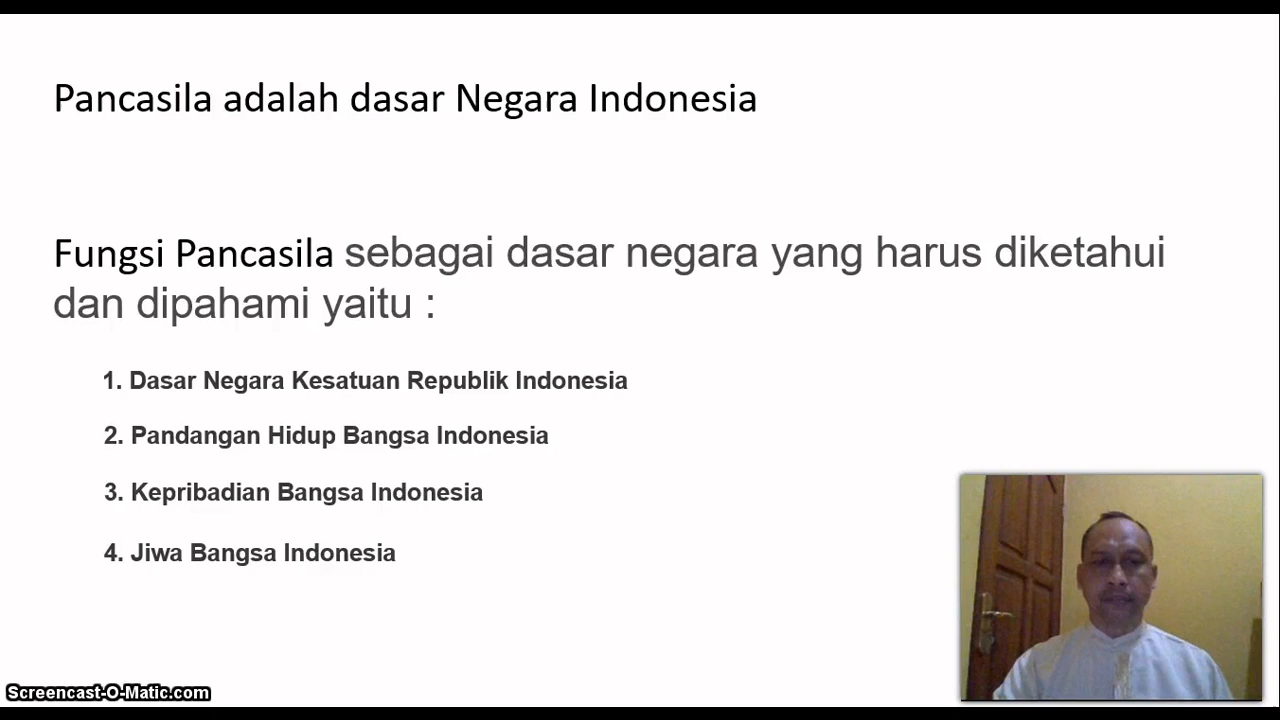 Pancasila adalah dasar Negara Indonesia
Fungsi Pancasila sebagai dasar negara yang harus diketahui
dan dipahami yaitu :
1. Dasar Negara Kesatuan Republik Indonesia
2. Pandangan Hidup Bangsa Indonesia
3. Kepribadian Bangsa Indonesia
4. Jiwa Bangsa Indonesia
Screencast-O-Matic.com